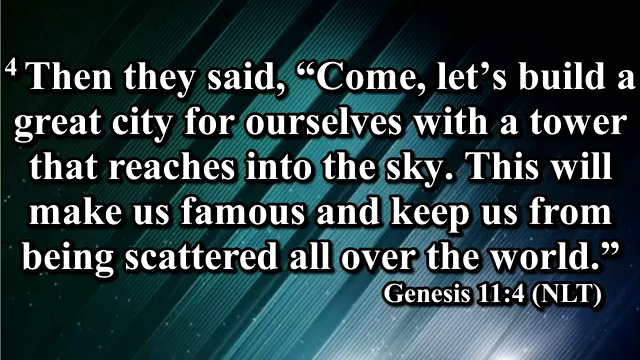 4 Then they said, “Come, let’s build a
great city for ourselves with a tower
that reaches into the sky. This will
make us famous and keep us from
being scattered all over the world.”
Genesis 11:4 (NLT)